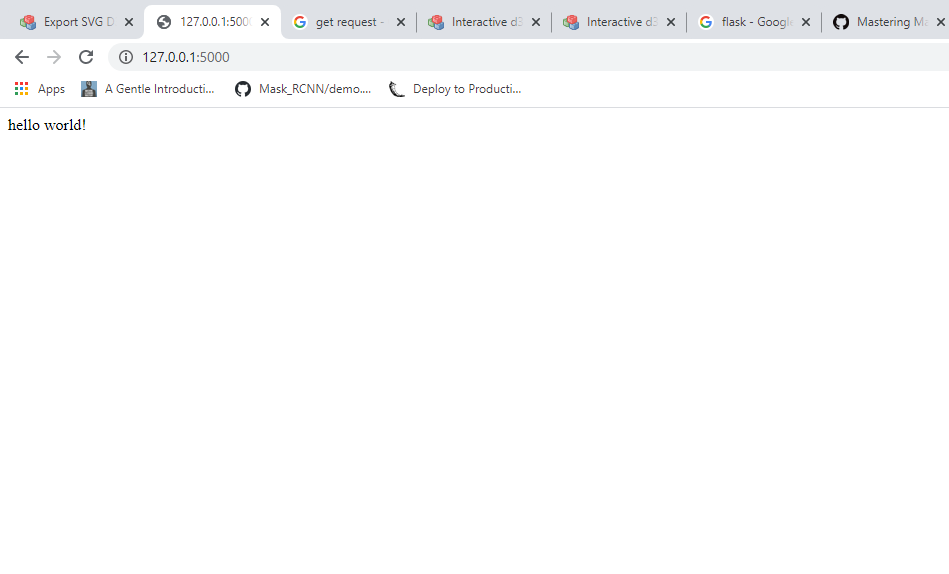 Export SVG D 127.0.0.1:500 get request - Interactive d3 Interactive d3 flask - Google Mastering Ma
127.0.0.1:5000
Apps A Gentle Introducti... Mask_RCNN/demo.... Deploy to Producti...
hello world!